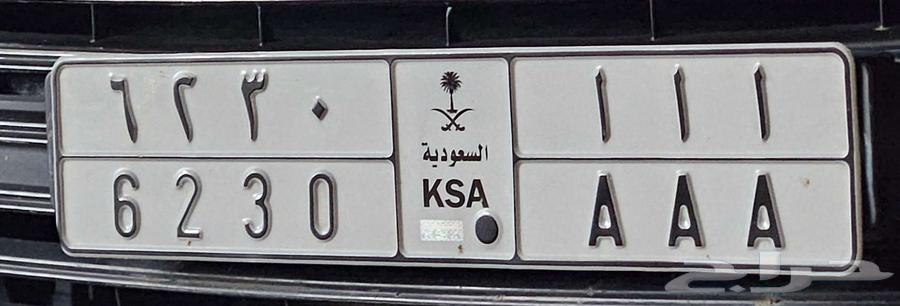 ٦٢٣٠
ا ا ا
السعودية
KSA
6230
A A A
حراج